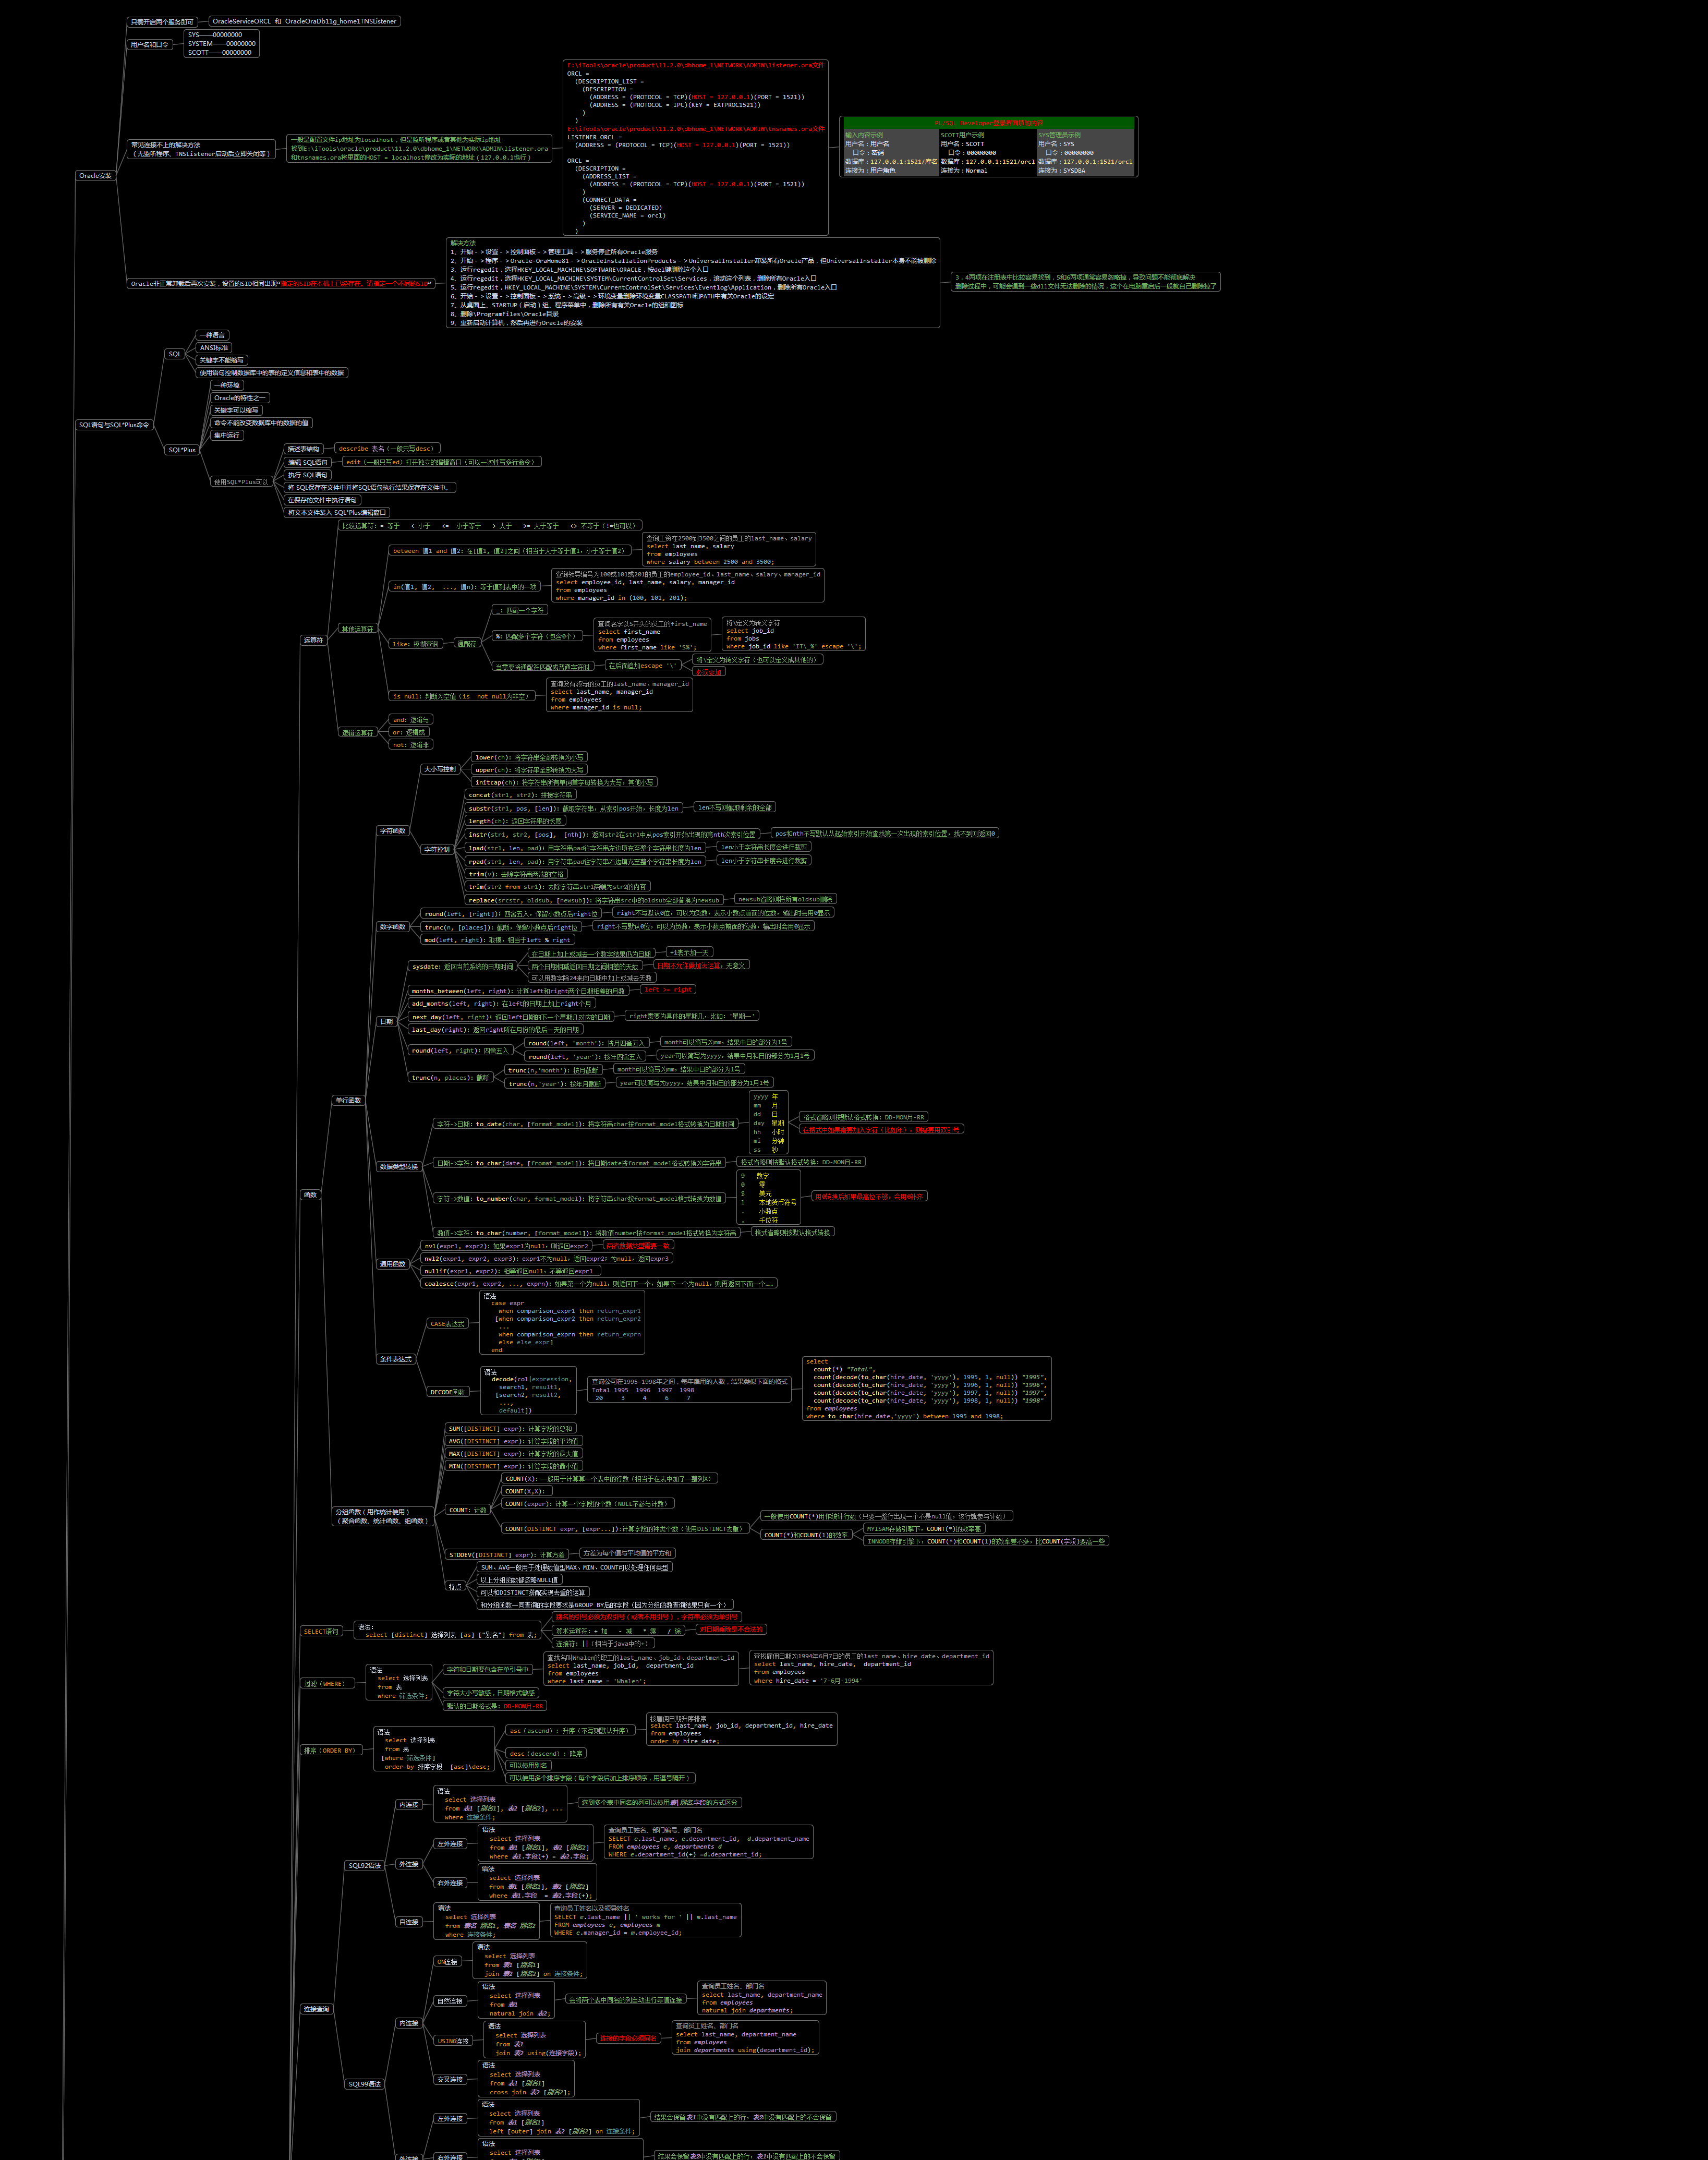 只需开启两个服务即可
OracleServiceORCL 和 OracleOraDb11g_home1TNSListener
用户名和口令
SYS——00000000
SYSTEM——00000000
SCOTT——00000000
Oracle安装
常见连接不上的解决方法
（无监听程序、TNSListener启动后立即关闭等）
一般是配置文件ip地址为localhost，但是监听程序或者其他为实际ip地址
找到E:\iTools\oracle\product\11.2.0\dbhome_1\NETWORK\ADMIN\listener.ora
和tnsnames.ora将里面的HOST = localhost修改为实际的地址（127.0.0.1也行）
E:\iTools\oracle\product\11.2.0\dbhome_1\NETWORK\ADMIN\listener.ora文件
ORCL =
(DESCRIPTION_LIST =
(DESCRIPTION =
(ADDRESS = (PROTOCOL = TCP)(HOST = 127.0.0.1)(PORT = 1521))
(ADDRESS = (PROTOCOL = IPC)(KEY = EXTPROC1521))
)
)
E:\iTools\oracle\product\11.2.0\dbhome_1\NETWORK\ADMIN\tnsnames.ora文件
LISTENER_ORCL =
(ADDRESS = (PROTOCOL = TCP)(HOST = 127.0.0.1)(PORT = 1521))
ORCL =
(DESCRIPTION =
(ADDRESS_LIST =
(ADDRESS = (PROTOCOL = TCP)(HOST = 127.0.0.1)(PORT = 1521))
)
(CONNECT_DATA =
(SERVER = DEDICATED)
(SERVICE_NAME = orcl)
)
)
输入内容示例 SCOTT用户示例 SYS管理员示例
用户名：用户名 用户名：SCOTT 用户名：SYS
口令：密码 口令：00000000 口令：00000000
数据库：127.0.0.1:1521/库名 数据库：127.0.0.1:1521/orcl 数据库：127.0.0.1:1521/orcl
连接为：用户角色 连接为：Normal 连接为：SYSDBA
Oracle非正常卸载后再次安装，设置的SID相同出现"指定的SID在本机上已经存在。请指定一个不同的SID"
解决方法
1、开始－＞设置－＞控制面板－＞管理工具－＞服务停止所有Oracle服务
2、开始－＞程序－＞Oracle-OraHome81－＞OracleInstallationProducts－＞UniversalInstaller卸装所有Oracle产品，但UniversalInstaller本身不能被删除
3、运行regedit，选择HKEY_LOCAL_MACHINE\SOFTWARE\ORACLE，按del键删除这个入口
4、运行regedit，选择HKEY_LOCAL_MACHINE\SYSTEM\CurrentControlSet\Services，滚动这个列表，删除所有Oracle入口
5、运行regedit，HKEY_LOCAL_MACHINE\SYSTEM\CurrentControlSet\Services\Eventlog\Application，删除所有Oracle入口
6、开始－＞设置－＞控制面板－＞系统－＞高级－＞环境变量删除环境变量CLASSPATH和PATH中有关Oracle的设定
7、从桌面上、STARTUP（启动）组、程序菜单中，删除所有有关Oracle的组和图标
8、删除\ProgramFiles\Oracle目录
9、重新启动计算机，然后再进行Oracle的安装
3，4两项在注册表中比较容易找到，5和6两项通常容易忽略掉，导致问题不能彻底解决
删除过程中，可能会遇到一些dll文件无法删除的情况，这个在电脑重启后一般就自己删除掉了
SQL语句与SQL*Plus命令
SQL
一种语言
ANSI标准
关键字不能缩写
使用语句控制数据库中的表的定义信息和表中的数据
SQL*Plus
一种环境
Oracle的特性之一
关键字可以缩写
命令不能改变数据库中的数据的值
集中运行
使用SQL*Plus可以
描述表结构
describe 表名（一般只写desc）
编辑 SQL语句
edit（一般只写ed）打开独立的编辑窗口（可以一次性写多行命令）
执行 SQL语句
将 SQL保存在文件中并将SQL语句执行结果保存在文件中。
在保存的文件中执行语句
将文本文件装入 SQL*Plus编辑窗口
运算符
比较运算符: = 等于 < 小于 <= 小于等于 > 大于 >= 大于等于 <> 不等于（!=也可以）
其他运算符
between 值1 and 值2: 在[值1, 值2]之间（相当于大于等于值1，小于等于值2）
查询工资在2500到3500之间的员工的last_name、salary
select last_name, salary
from employees
where salary between 2500 and 3500;
in(值1, 值2, ..., 值n): 等于值列表中的一项
查询领导编号为100或101或201的员工的employee_id、last_name、salary、manager_id
select employee_id, last_name, salary, manager_id
from employees
where manager_id in (100, 101, 201);
like: 模糊查询
通配符
_: 匹配一个字符
%: 匹配多个字符（包含0个）
查询名字以S开头的员工的first_name
select first_name
from employees
where first_name like 'S%';
将\定义为转义字符
select job_id
from jobs
where job_id like 'IT\_%' escape '\';
当需要将通配符匹配成普通字符时
在后面追加escape '\'
将\定义为转义字符（也可以定义成其他的）
必须追加
is null: 判断为空值（is not null为非空）
查询没有领导的员工的last_name、manager_id
select last_name, manager_id
from employees
where manager_id is null;
逻辑运算符
and: 逻辑与
or: 逻辑或
not: 逻辑非
函数
单行函数
字符函数
大小写控制
lower(ch): 将字符串全部转换为小写
upper(ch): 将字符串全部转换为大写
initcap(ch): 将字符串所有单词首字母转换为大写，其他小写
字符控制
concat(str1, str2): 拼接字符串
substr(str1, pos, [len]): 截取字符串，从索引pos开始，长度为len
len不写则截取剩余的全部
length(ch): 返回字符串的长度
instr(str1, str2, [pos], [nth]): 返回str2在str1中从pos索引开始出现的第nth次索引位置
pos和nth不写默认从起始索引开始查找第一次出现的索引位置，找不到则返回0
lpad(str1, len, pad): 用字符串pad往字符串左边填充至整个字符串长度为len
len小于字符串长度会进行裁剪
rpad(str1, len, pad): 用字符串pad往字符串右边填充至整个字符串长度为len
len小于字符串长度会进行裁剪
trim(v): 去除字符串两端的空格
trim(str2 from str1): 去除字符串str1两端为str2的内容
replace(srcstr, oldsub, [newsub]): 将字符串src中的oldsub全部替换为newsub
newsub省略则将所有oldsub删除
数字函数
round(left, [right]): 四舍五入，保留小数点后right位
right不写默认0位，可以为负数，表示小数点前面的位数，输出时会用0显示
trunc(n, [places]): 截断，保留小数点后right位
right不写默认0位，可以为负数，表示小数点前面的位数，输出时会用0显示
mod(left, right): 取模，相当于left % right
日期
sysdate: 返回当前系统的日期时间
在日期上加上或减去一个数字结果仍为日期
+1表示加一天
两个日期相减返回日期之间相差的天数
日期不允许做加法运算，无意义
可以用数字除24来向日期中加上或减去天数
months_between(left, right): 计算left和right两个日期相差的月数
left >= right
add_months(left, right): 在left的日期上加上right个月
next_day(left, right): 返回left日期的下一个星期几对应的日期
right需要为具体的星期几，比如: '星期一'
last_day(right): 返回right所在月份的最后一天的日期
round(left, right): 四舍五入
round(left, 'month'): 按月四舍五入
month可以简写为mm，结果中日的部分为1号
round(left, 'year'): 按年四舍五入
year可以简写为yyyy，结果中月和日的部分为1月1号
trunc(n, places): 截断
trunc(n,'month'): 按月截断
month可以简写为mm，结果中日的部分为1号
trunc(n,'year'): 按年月截断
year可以简写为yyyy，结果中月和日的部分为1月1号
数据类型转换
字符->日期: to_date(char, [format_model]): 将字符串char按format_model格式转换为日期时间
yyyy 年
mm 月
dd 日
day 星期
hh 小时
mi 分钟
ss 秒
格式省略则按默认格式转换: DD-MON月-RR
在格式中如果需要加入字符（比如年），则需要用双引号
日期->字符: to_char(date, [fromat_model]): 将日期date按format_model格式转换为字符串
格式省略则按默认格式转换: DD-MON月-RR
字符->数值: to_number(char, format_model): 将字符串char按format_model格式转换为数值
9 数字
0 零
$ 美元
l 本地货币符号
. 小数点
, 千位符
数值->字符: to_char(number, [format_model]): 将数值number按format_model格式转换为字符串
格式省略则按默认格式转换
通用函数
nvl(expr1, expr2): 如果expr1为null，则返回expr2
两者数据类型需要一致
nvl2(expr1, expr2, expr3): expr1不为null，返回expr2; 为null，返回expr3
nullif(expr1, expr2): 相等返回null，不等返回expr1
coalesce(expr1, expr2, ..., exprn): 如果第一个为null，则返回下一个，如果下一个为null，则再返回下面一个……
条件表达式
CASE表达式
语法
case expr
when comparison_expr1 then return_expr1
[when comparison_expr2 then return_expr2
...
when comparison_exprn then return_exprn
else else_expr]
end
DECODE函数
语法
decode(col|expression,
search1, result1,
[search2, result2,
...,
default])
查询公司在1995-1998年之间，每年雇用的人数，结果类似下面的格式
Total 1995 1996 1997 1998
20 3 4 6 7
select
count(*) "Total",
count(decode(to_char(hire_date, 'yyyy'), 1995, 1, null)) "1995",
count(decode(to_char(hire_date, 'yyyy'), 1996, 1, null)) "1996",
count(decode(to_char(hire_date, 'yyyy'), 1997, 1, null)) "1997",
count(decode(to_char(hire_date, 'yyyy'), 1998, 1, null)) "1998"
from employees
where to_char(hire_date,'yyyy') between 1995 and 1998;
分组函数（用作统计使用）
（聚合函数、统计函数、组函数）
SUM([DISTINCT] expr): 计算字段的总和
AVG([DISTINCT] expr): 计算字段的平均值
MAX([DISTINCT] expr): 计算字段的最大值
MIN([DISTINCT] expr): 计算字段的最小值
COUNT: 计数
COUNT(X): 一般用于计算算一个表中的行数（相当于在表中加了一整列X）
COUNT(X,X):
COUNT(exper): 计算一个字段的个数（NULL不参与计数）
COUNT(DISTINCT expr, [expr...]):计算字段的种类个数（使用DISTINCT去重）
一般使用COUNT(*)用作统计行数（只要一整行出现一个不是null值，该行就参与计数）
COUNT(*)和COUNT(1)的效率
MYISAM存储引擎下，COUNT(*)的效率高
INNODB存储引擎下，COUNT(*)和COUNT(1)的效率差不多，比COUNT(字段)要高一些
STDDEV([DISTINCT] expr): 计算方差
方差为每个值与平均值的平方和
特点
SUM、AVG一般用于处理数值型MAX、MIN、COUNT可以处理任何类型
以上分组函数都忽略NULL值
可以和DISTINCT搭配实现去重的运算
和分组函数一同查询的字段要求是GROUP BY后的字段（因为分组函数查询结果只有一个）
SELECT语句
语法:
select [distinct] 选择列表 [as] ["别名"] from 表;
别名的引号必须为双引号（或者不打引号），字符串必须为单引号
算术运算符: + 加 - 减 * 乘 / 除
对日期乘除是不合法的
连接符: ||（相当于java中的+）
过滤（WHERE）
语法
select 选择列表
from 表
where 筛选条件;
字符和日期要包含在单引号中
查找名叫Whalen的职工的last_name、job_id、department_id
select last_name, job_id, department_id
from employees
where last_name = 'Whalen';
查找雇佣日期为1994年6月7日的员工的last_name、hire_date、department_id
select last_name, hire_date, department_id
from employees
where hire_date = '7-6月-1994'
字符大小写敏感，日期格式敏感
默认的日期格式是: DD-MON月-RR
排序（ORDER BY）
语法
select 选择列表
from 表
[where 筛选条件]
order by 排序字段 [asc]\desc;
asc（ascend）: 升序（不写则默认升序）
按雇佣日期升序排序
select last_name, job_id, department_id, hire_date
from employees
order by hire_date;
desc（descend）: 降序
可以使用别名
可以使用多个排序字段（每个字段后加上排序顺序，用逗号隔开）
连接查询
SQL92语法
内连接
语法
select 选择列表
from 表1 [别名1], 表2 [别名2], ...
where 连接条件;
选到多个表中同名的列可以使用表|别名.字段的方式区分
外连接
左外连接
语法
select 选择列表
from 表1 [别名1], 表2 [别名2]
where 表1.字段(+) = 表2.字段;
查询员工姓名、部门编号、部门名
SELECT e.last_name, e.department_id, d.department_name
FROM employees e, departments d
WHERE e.department_id(+) =d.department_id;
右外连接
语法
select 选择列表
from 表1 [别名1], 表2 [别名2]
where 表1.字段 = 表2.字段(+);
自连接
语法
select 选择列表
from 表名 别名1, 表名 别名2
where 连接条件;
查询员工姓名以及领导姓名
SELECT e.last_name || ' works for ' || m.last_name
FROM employees e, employees m
WHERE e.manager_id = m.employee_id;
SQL99语法
内连接
ON连接
语法
select 选择列表
from 表1 [别名1]
join 表2 [别名2] on 连接条件;
自然连接
语法
select 选择列表
from 表1
natural join 表2;
会将两个表中同名的列自动进行等值连接
查询员工姓名、部门名
select last_name, department_name
from employees
natural join departments;
USING连接
语法
select 选择列表
from 表1
join 表2 using(连接字段);
连接的字段必须同名
查询员工姓名、部门名
select last_name, department_name
from employees
join departments using(department_id);
交叉连接
语法
select 选择列表
from 表1 [别名1]
cross join 表2 [别名2];
外连接
左外连接
语法
select 选择列表
from 表1 [别名1]
left [outer] join 表2 [别名2] on 连接条件;
结果会保留表1中没有匹配上的行，表2中没有匹配上的不会保留
右外连接
语法
select 选择列表
结果会保留表2中没有匹配上的行，表1中没有匹配上的不会保留